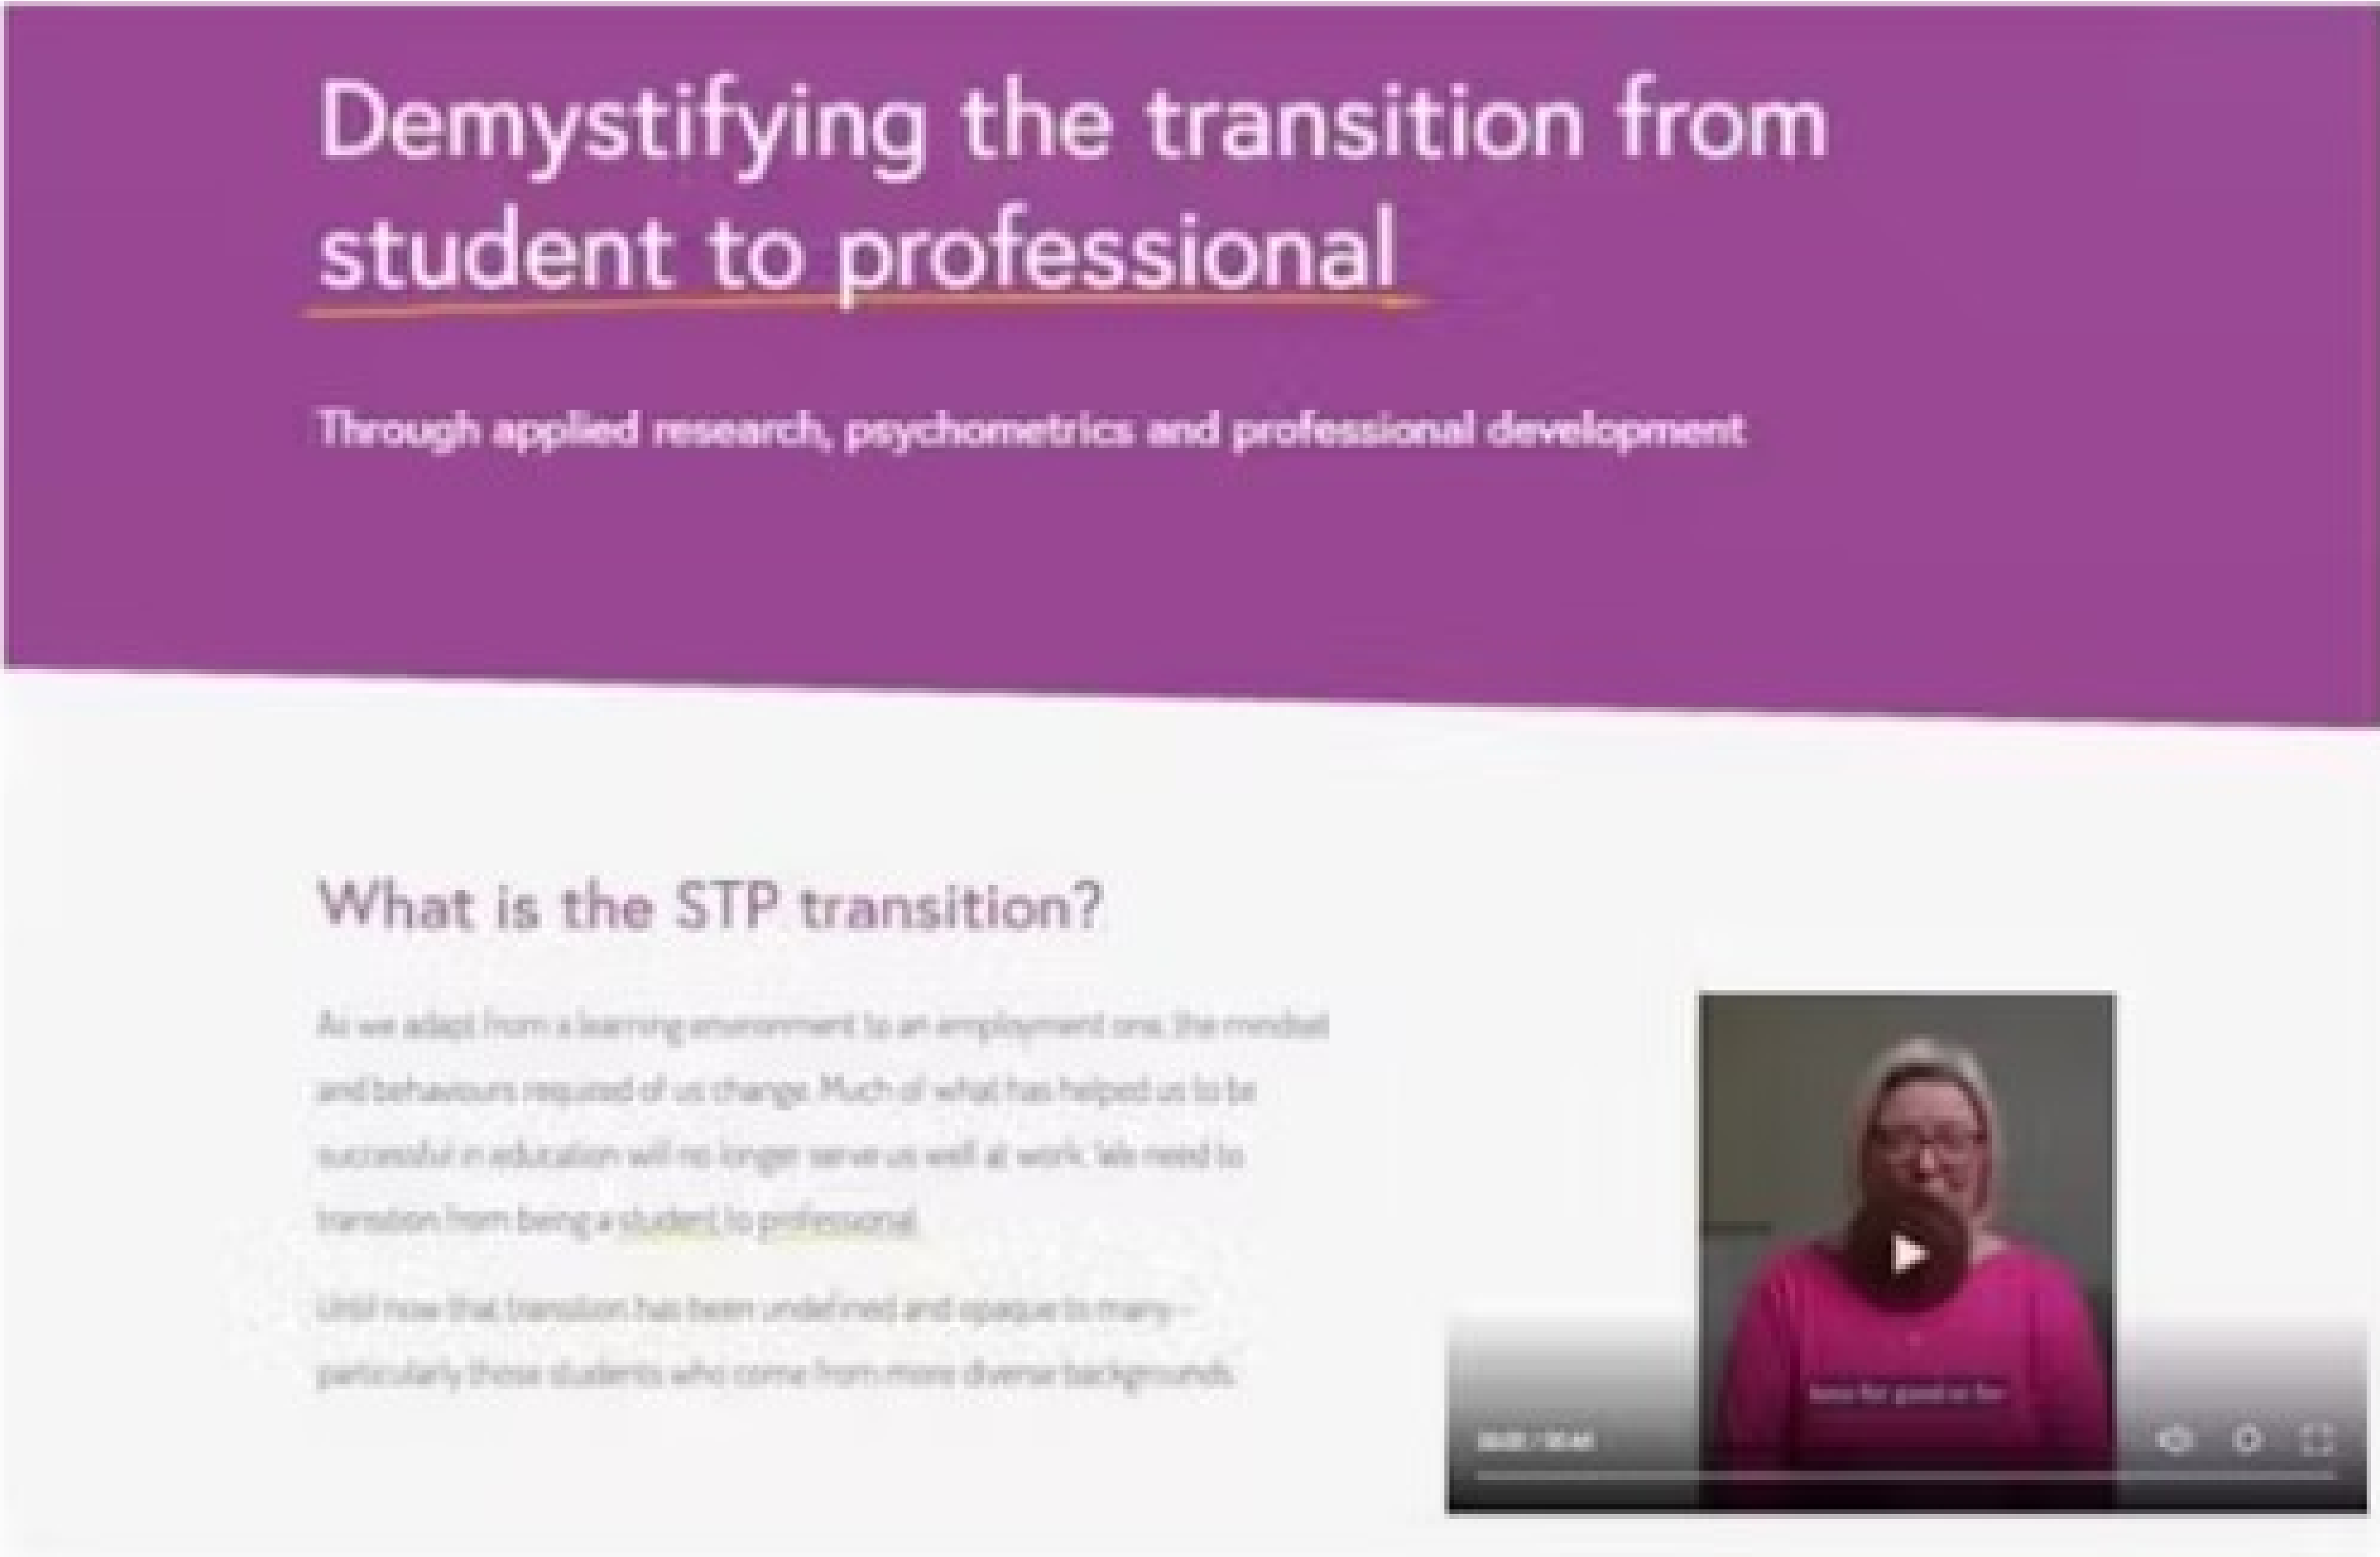 Demystifying the transition from
student to professional
Through applied research, psychometrics and professional development
What is the STP transition?
As we adapt from a learning environment to an employment one, the mindset
and behaviours required of us change. Much of what has helped us to be
successful in education will no longer serve us well at work. We need to
transition from being a student to professional.
Until now that transition has been undefined and opaque to many –
particularly those students who come from more diverse backgrounds.